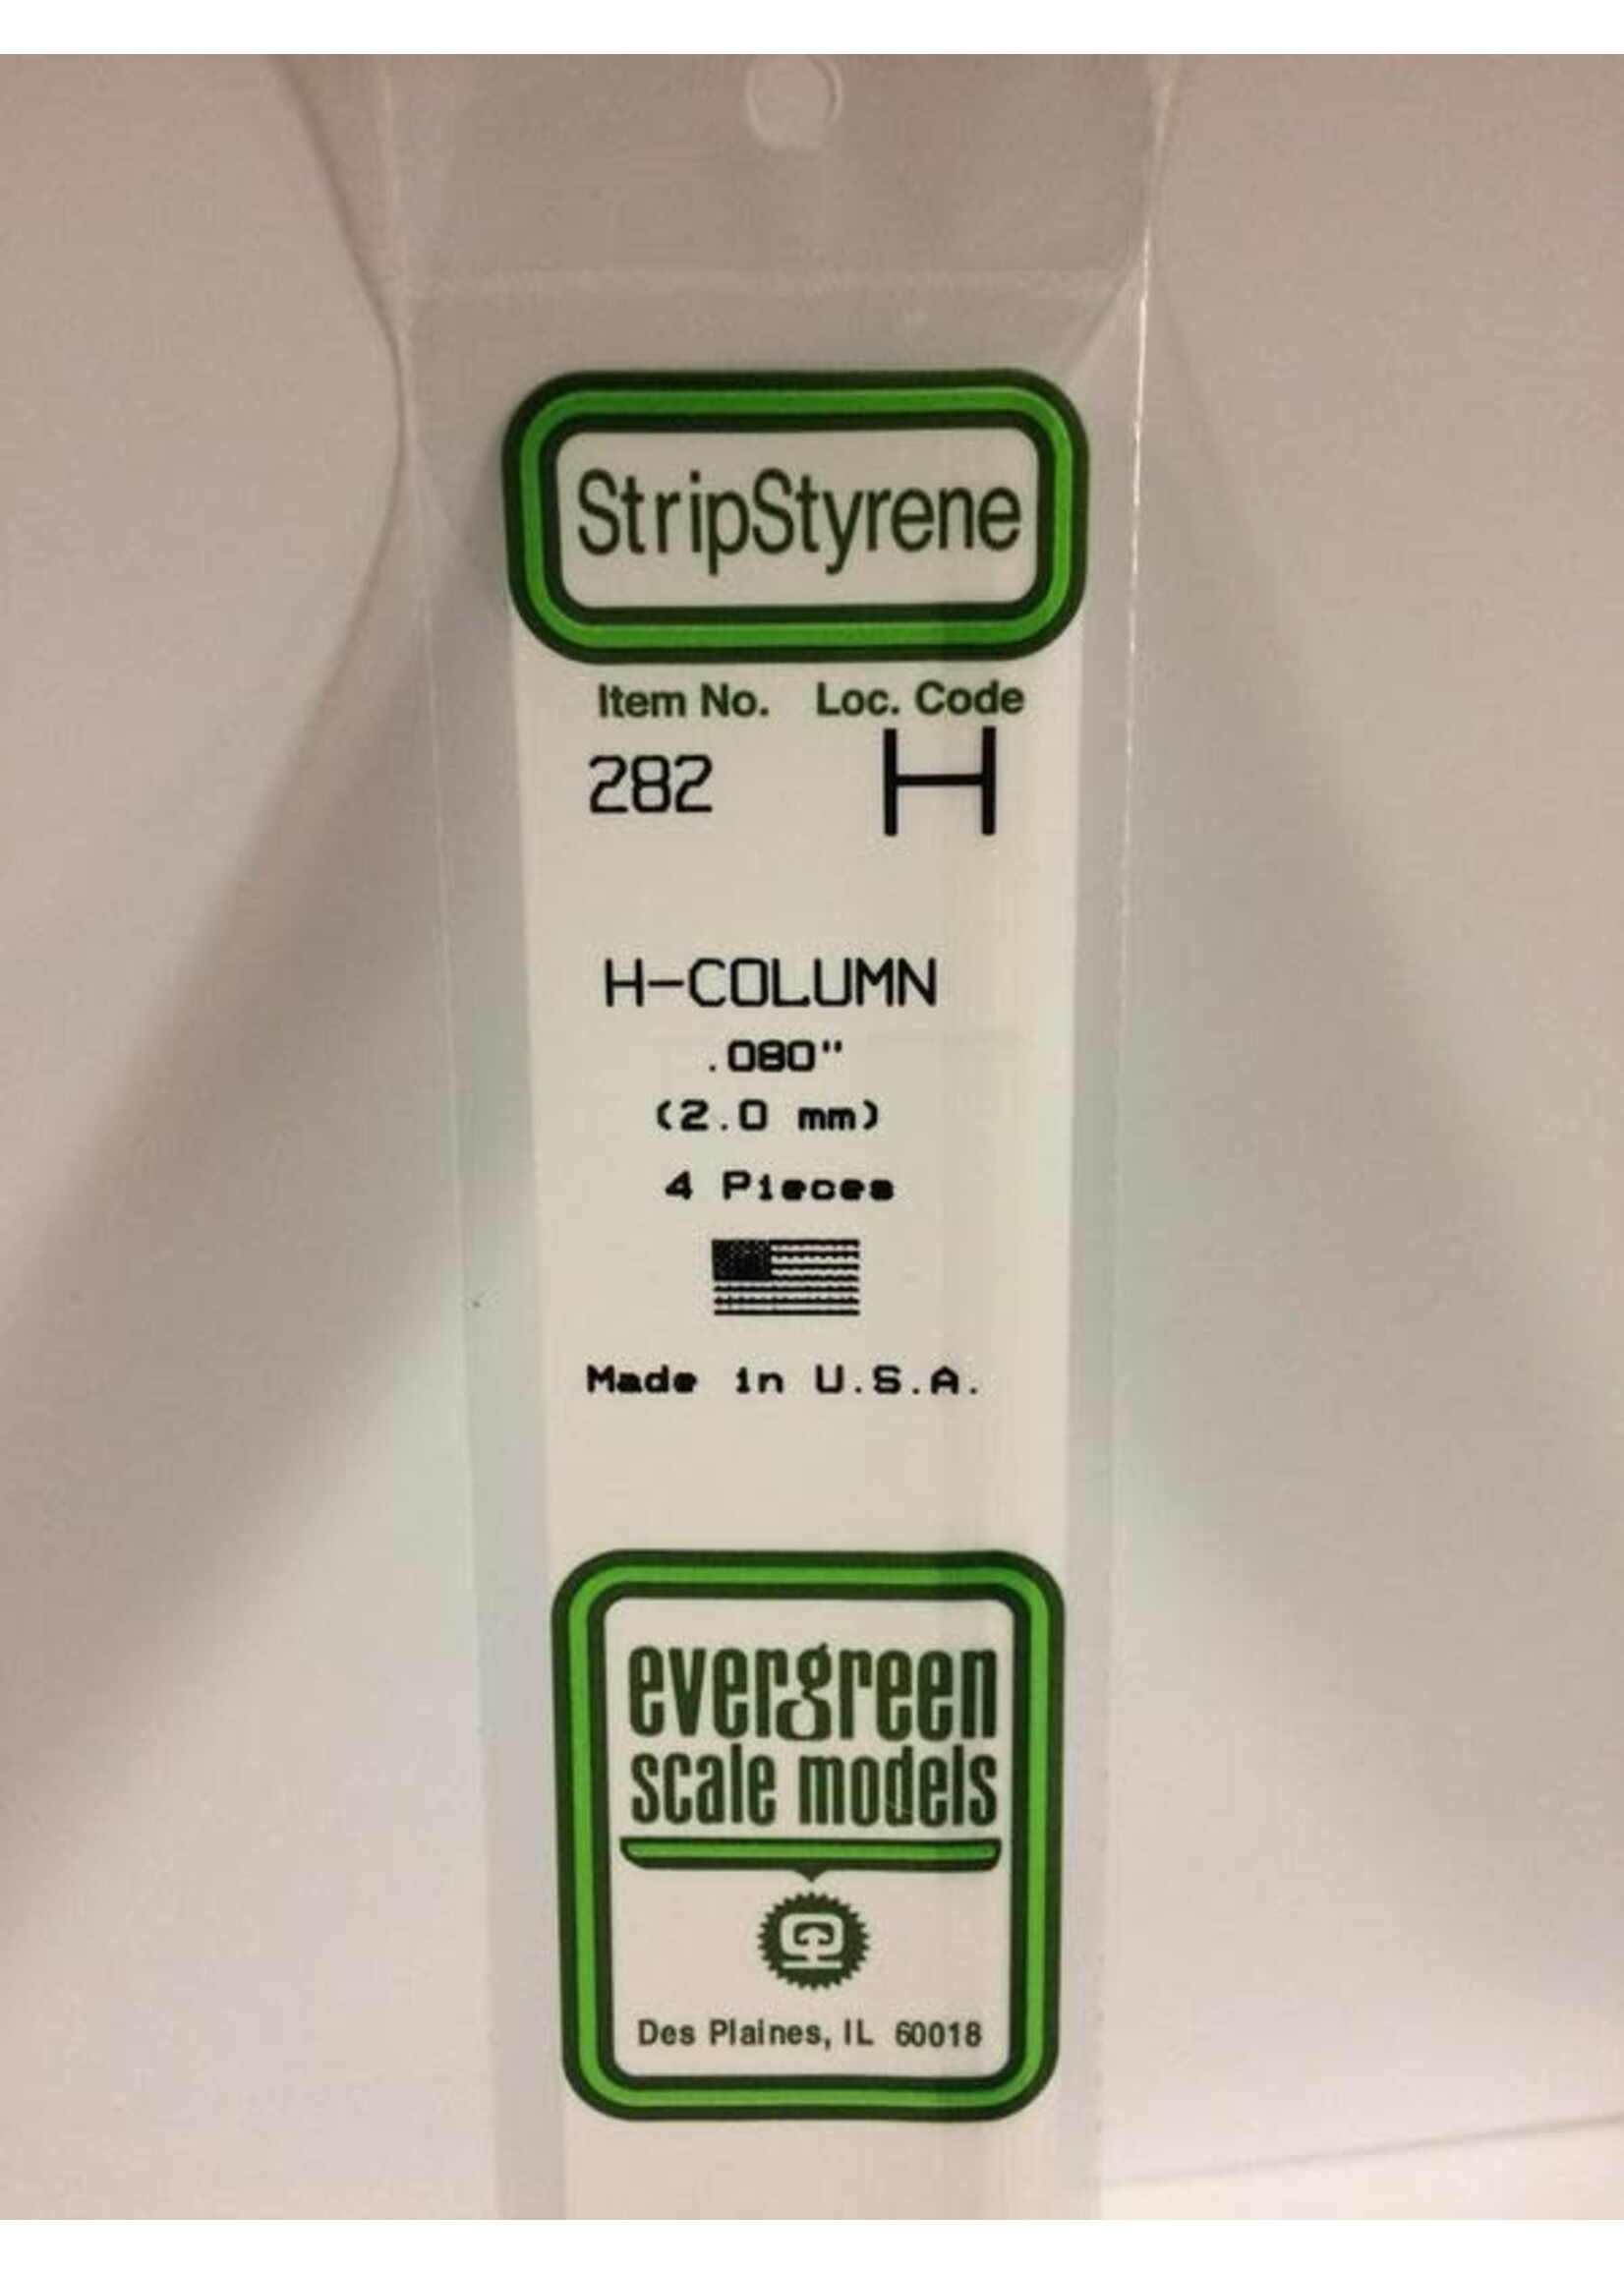 StripStyrene
Item No. Loc. Code
282 H
H-COLUMN
.080"
(2.0 mm)
4 Pieces
Made in U.S.A.
evergreen
scale models
Des Plaines, IL 60018